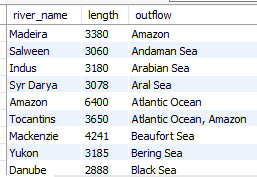 river_name length outflow
Madeira 3380 Amazon
Salween 3060 Andaman Sea
Indus 3180 Arabian Sea
Syr Darya 3078 Aral Sea
Amazon 6400 Atlantic Ocean
Tocantins 3650 Atlantic Ocean, Amazon
Mackenzie 4241 Beaufort Sea
Yukon 3185 Bering Sea
Danube 2888 Black Sea